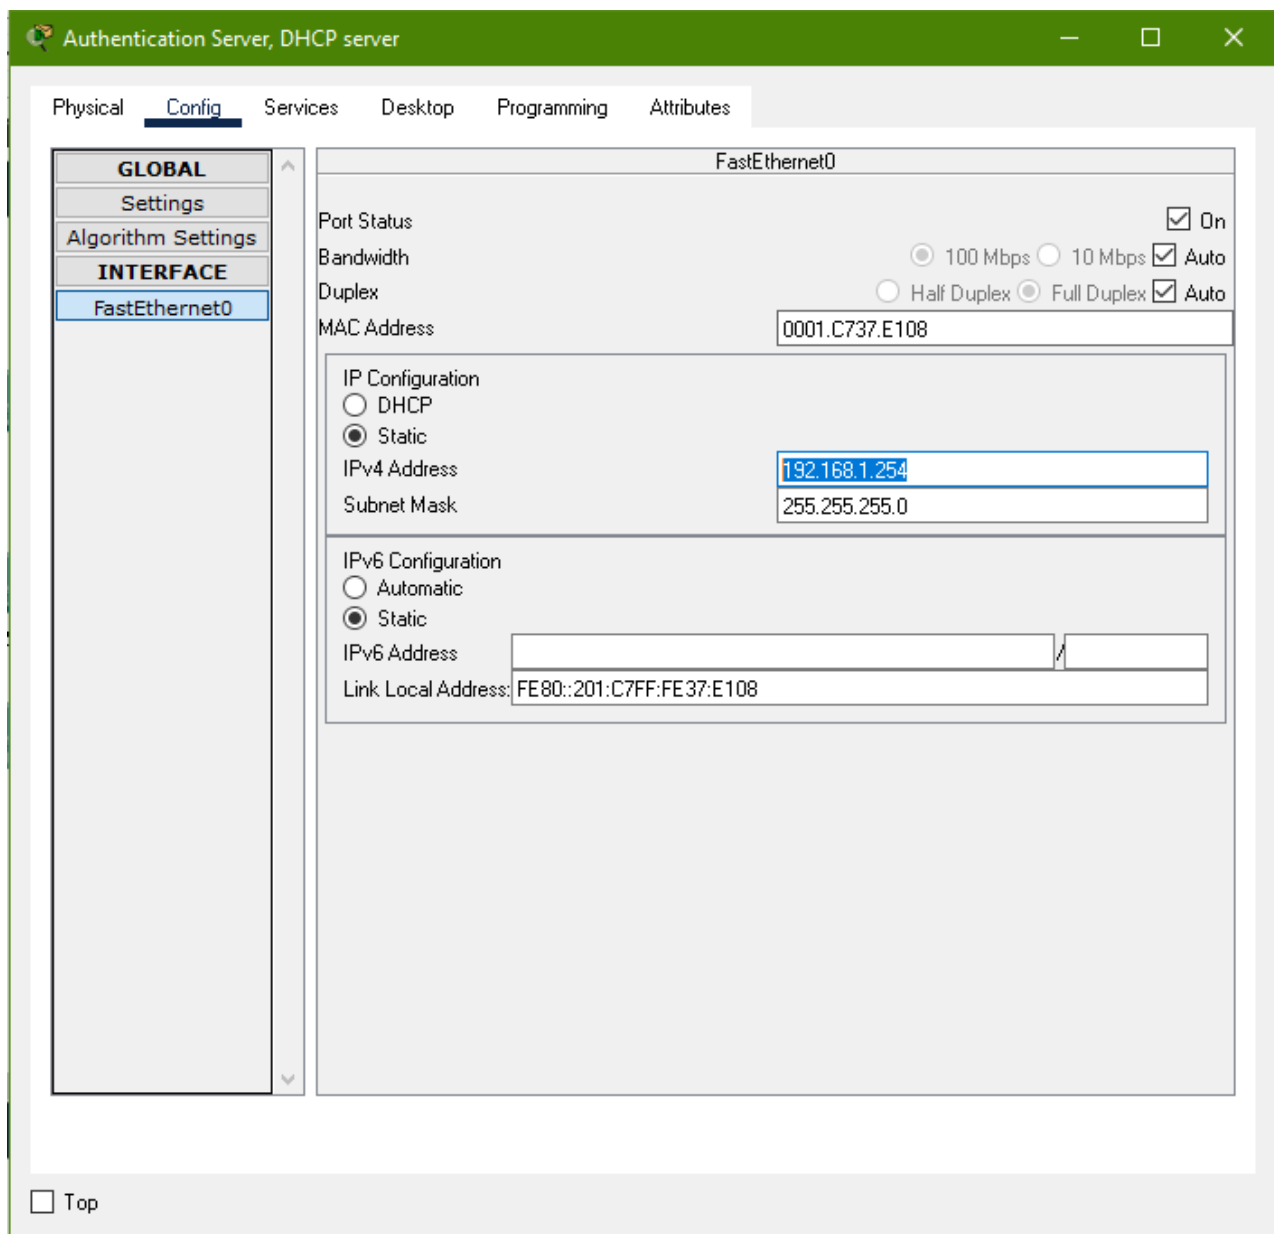 Authentication Server, DHCP server
Physical Config Services Desktop Programming Attributes
GLOBAL
Settings
Algorithm Settings
INTERFACE
FastEthernet0
FastEthernet0
Port Status On
Bandwidth 100 Mbps 10 Mbps Auto
Duplex Half Duplex Full Duplex Auto
MAC Address 0001.C737.E108
IP Configuration
DHCP
Static
IPv4 Address 192.168.1.254
Subnet Mask 255.255.255.0
IPv6 Configuration
Automatic
Static
IPv6 Address /
Link Local Address: FE80::201:C7FF:FE37:E108
Top